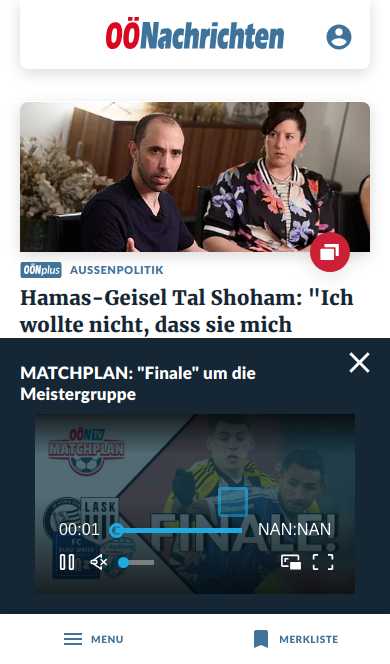 OÖNachrichten
OÖNplus AUSSENPOLITIK
Hamas-Geisel Tal Shoham: "Ich
wollte nicht, dass sie mich
MATCHPLAN: "Finale" um die
Meistergruppe
OÖN TV
MATCHPLAN
LASK
FC
FINALE!
00:01
NAN:NAN
MENU
MERKLISTE